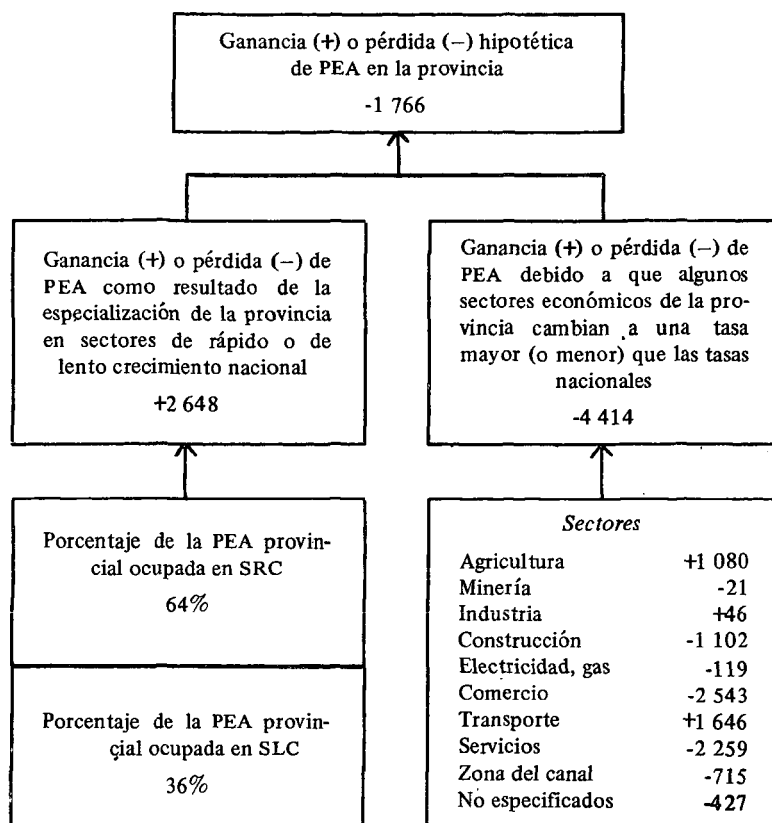 Ganancia (+) o pérdida (−) hipotética
de PEA en la provincia
-1 766
Ganancia (+) o pérdida (−) de
PEA como resultado de la
especialización de la provincia
en sectores de rápido o de
lento crecimiento nacional
+2 648
Ganancia (+) o pérdida (−) de
PEA debido a que algunos
sectores económicos de la pro-
vincia cambian a una tasa
mayor (o menor) que las tasas
nacionales
-4 414
Porcentaje de la PEA provin-
cial ocupada en SRC
64%
Porcentaje de la PEA provin-
cial ocupada en SLC
36%
Sectores
Agricultura +1 080
Minería -21
Industria +46
Construcción -1 102
Electricidad, gas -119
Comercio -2 543
Transporte +1 646
Servicios -2 259
Zona del canal -715
No especificados -427